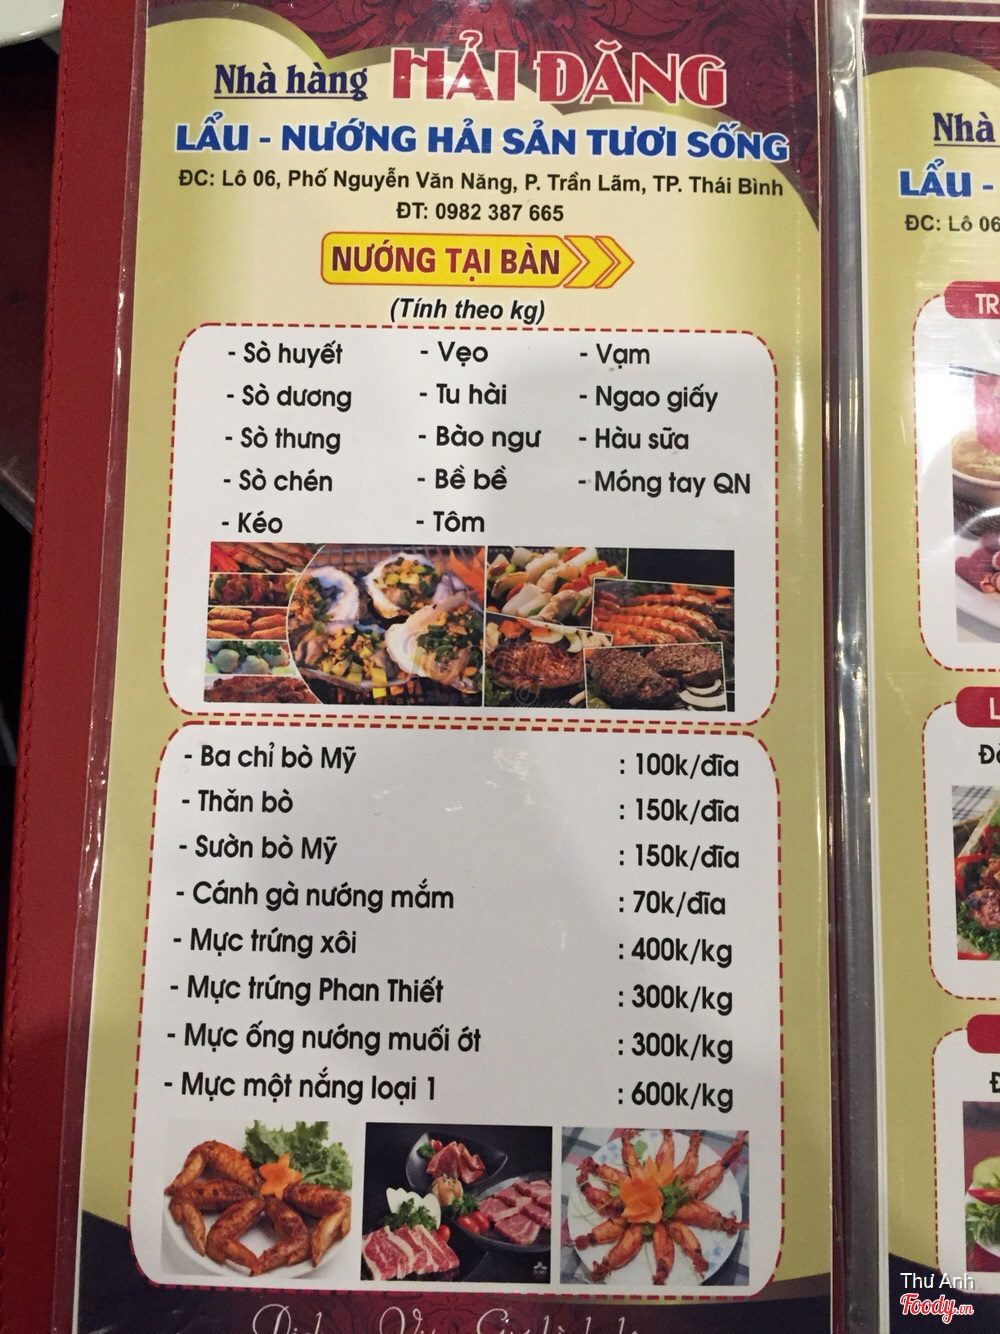 Nhà hàng HẢI ĐĂNG
LẨU - NƯỚNG HẢI SẢN TƯƠI SỐNG
ĐC: Lô 06, Phố Nguyễn Văn Năng, P. Trần Lãm, TP. Thái Bình
ĐT: 0982 387 665
NƯỚNG TẠI BÀN
(Tính theo kg)
- Sò huyết - Vẹo - Vạm
- Sò dương - Tu hài - Ngao giấy
- Sò thưng - Bào ngư - Hàu sữa
- Sò chén - Bề bề - Móng tay QN
- Kéo - Tôm
- Ba chỉ bò Mỹ : 100k/đĩa
- Thăn bò : 150k/đĩa
- Sườn bò Mỹ : 150k/đĩa
- Cánh gà nướng mắm : 70k/đĩa
- Mực trứng xôi : 400k/kg
- Mực trứng Phan Thiết : 300k/kg
- Mực ống nướng muối ớt : 300k/kg
- Mực một nắng loại 1 : 600k/kg
Nhà
LẨU -
ĐC: Lô 06
TR
L
Thư Anh
Foody.vn